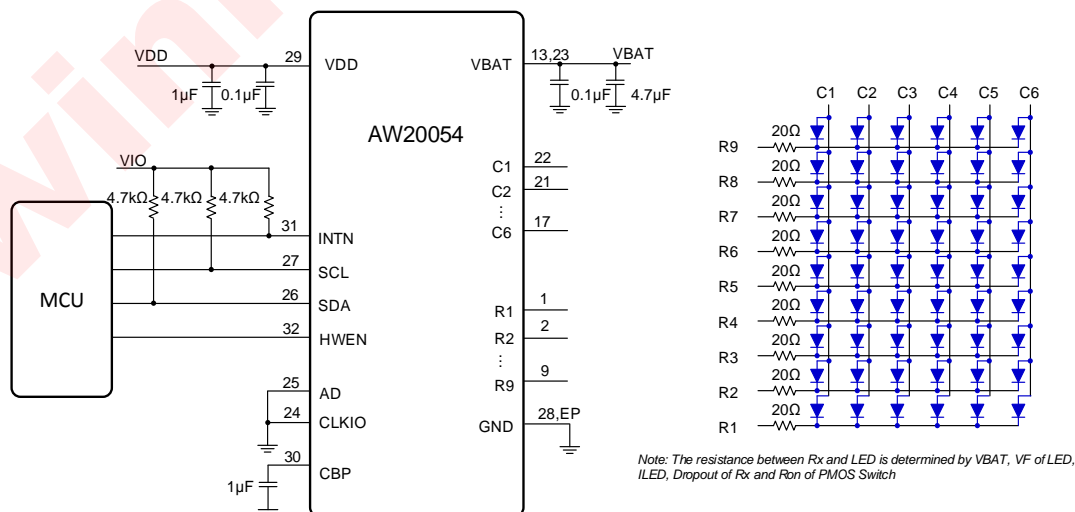 VDD
29
VDD
1µF
0.1µF
VBAT
13,23
VBAT
0.1µF
4.7µF
AW20054
VIO
4.7kΩ
4.7kΩ
4.7kΩ
MCU
31
INTN
27
SCL
26
SDA
32
HWEN
25
AD
24
CLKIO
30
CBP
1µF
C1
22
C2
21
⋮
C6
17
R1
1
R2
2
⋮
R9
9
GND
28,EP
C1 C2 C3 C4 C5 C6
20Ω
R9
20Ω
R8
20Ω
R7
20Ω
R6
20Ω
R5
20Ω
R4
20Ω
R3
20Ω
R2
20Ω
R1
Note: The resistance between Rx and LED is determined by VBAT, VF of LED,
ILED, Dropout of Rx and Ron of PMOS Switch